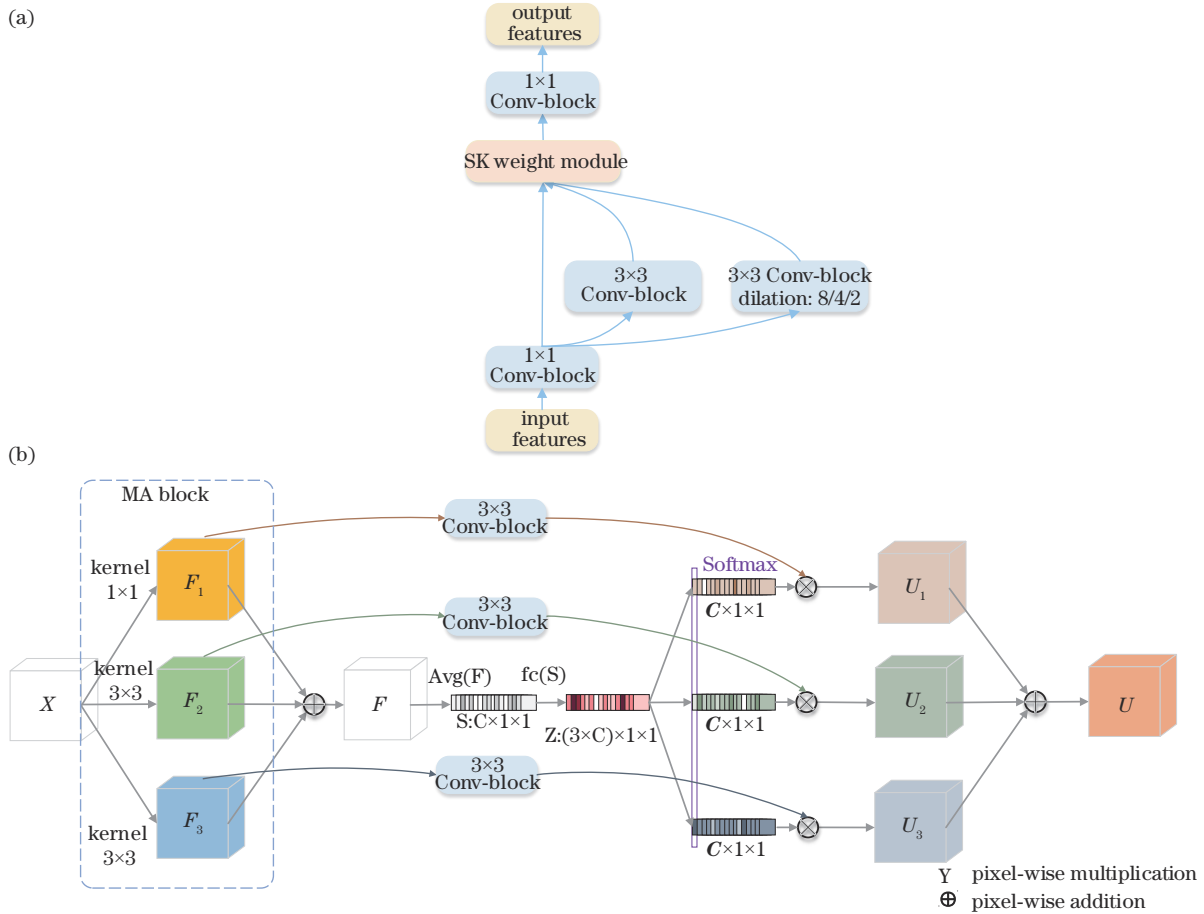 (a)
output
features
1×1
Conv-block
SK weight module
3×3
Conv-block
3×3 Conv-block
dilation: 8/4/2
1×1
Conv-block
input
features
(b)
MA block
kernel
1×1
kernel
3×3
kernel
3×3
X
F1
F2
F3
F
3×3
Conv-block
3×3
Conv-block
3×3
Conv-block
Avg(F)
S:C×1×1
fc(S)
Z:(3×C)×1×1
Softmax
C×1×1
C×1×1
C×1×1
U1
U2
U3
U
Y pixel-wise multiplication
⊕ pixel-wise addition